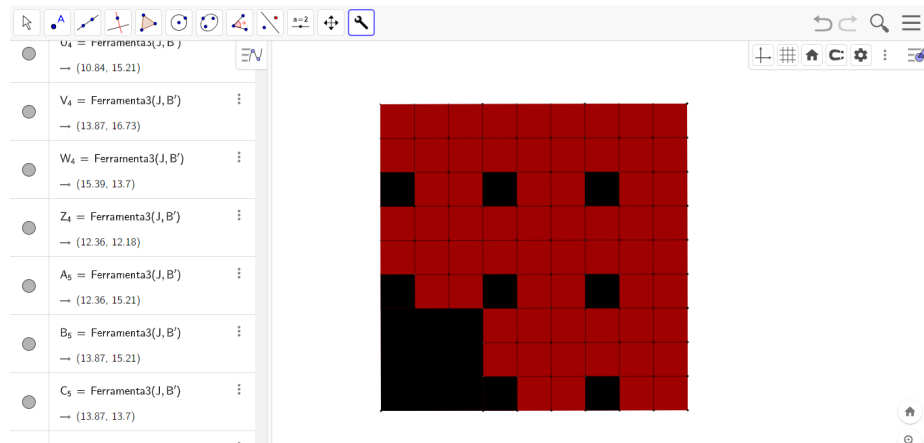 A
a=2
U₄ = Ferramenta3(J, B′)
→ (10.84, 15.21)
V₄ = Ferramenta3(J, B′)
→ (13.87, 16.73)
W₄ = Ferramenta3(J, B′)
→ (15.39, 13.7)
Z₄ = Ferramenta3(J, B′)
→ (12.36, 12.18)
A₅ = Ferramenta3(J, B′)
→ (12.36, 15.21)
B₅ = Ferramenta3(J, B′)
→ (13.87, 15.21)
C₅ = Ferramenta3(J, B′)
→ (13.87, 13.7)